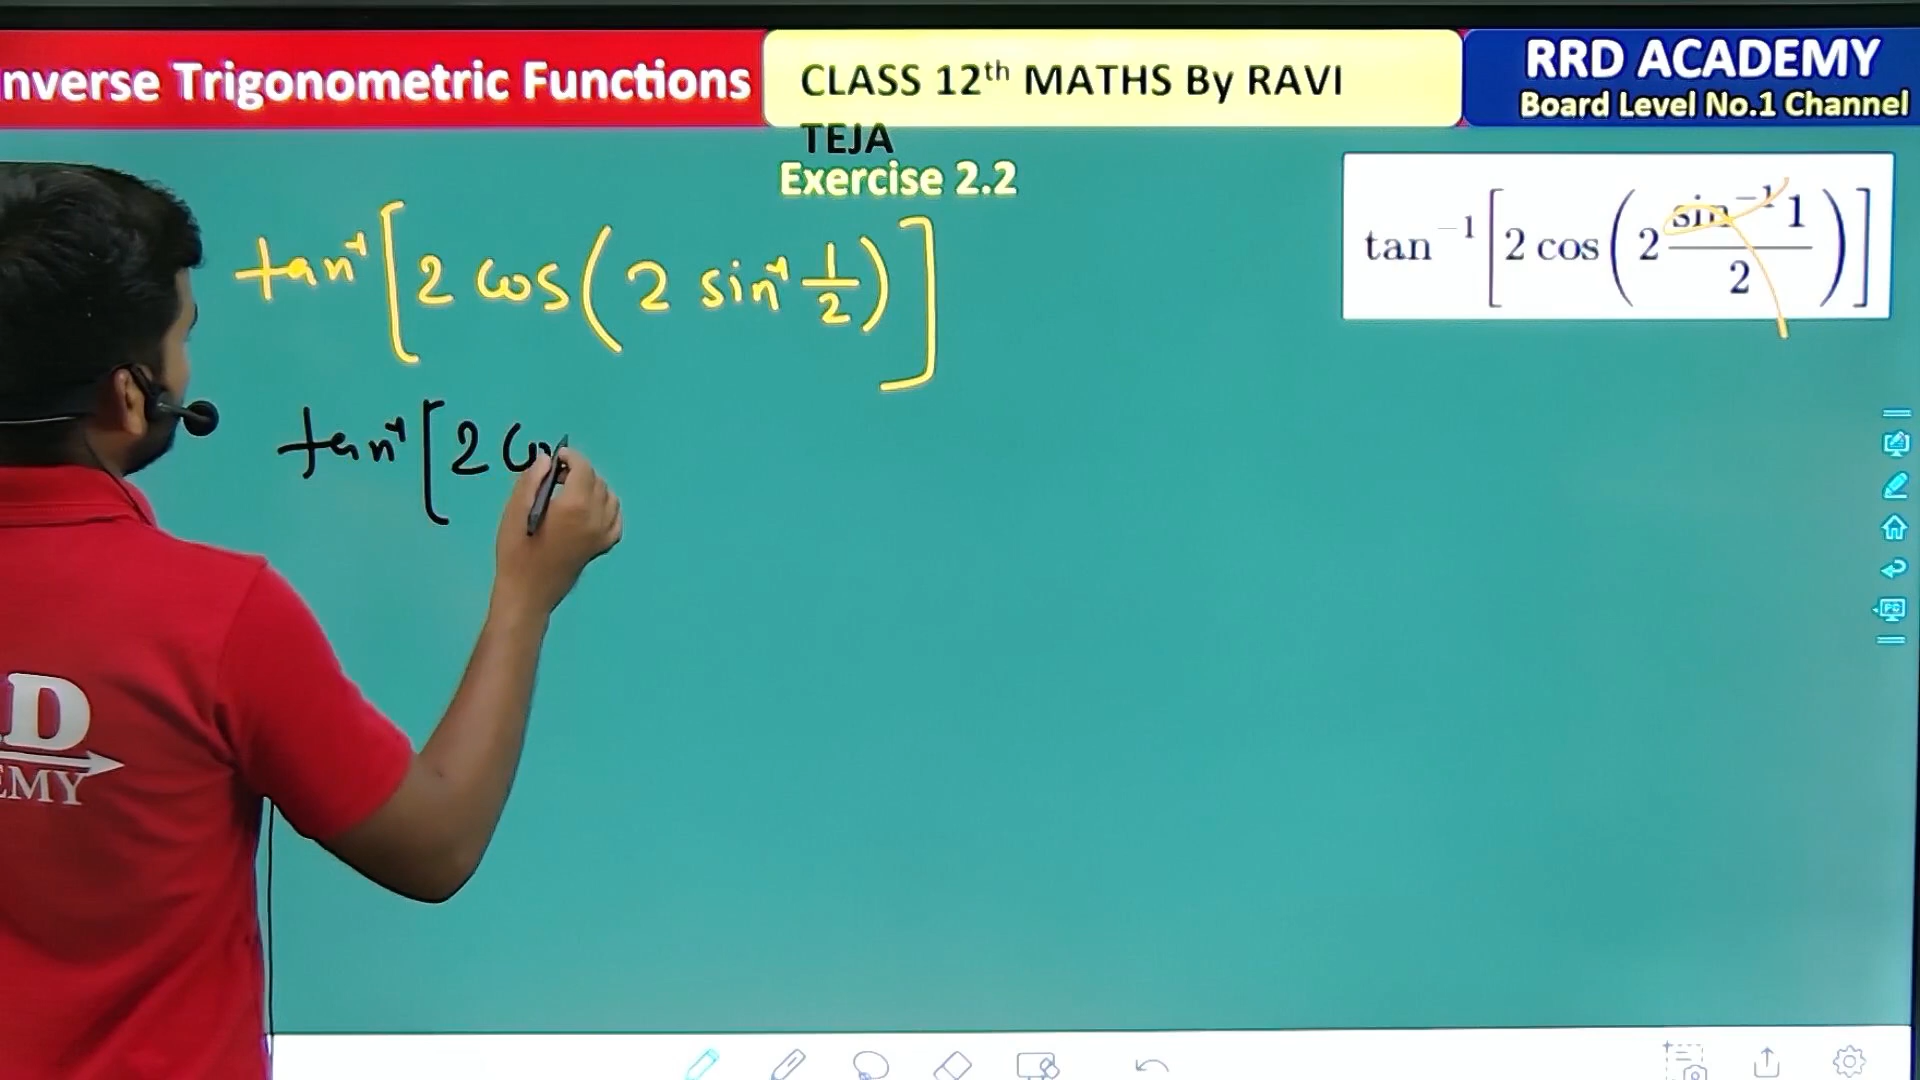 nverse Trigonometric Functions
CLASS 12th MATHS By RAVI
TEJA
RRD ACADEMY
Board Level No.1 Channel
Exercise 2.2
tan⁻¹[2 cos(2 sin⁻¹ 1/2)]
tan⁻¹[2 cos(2 sin⁻¹1/2)]
tan⁻¹[2 co
D
EMY
PC